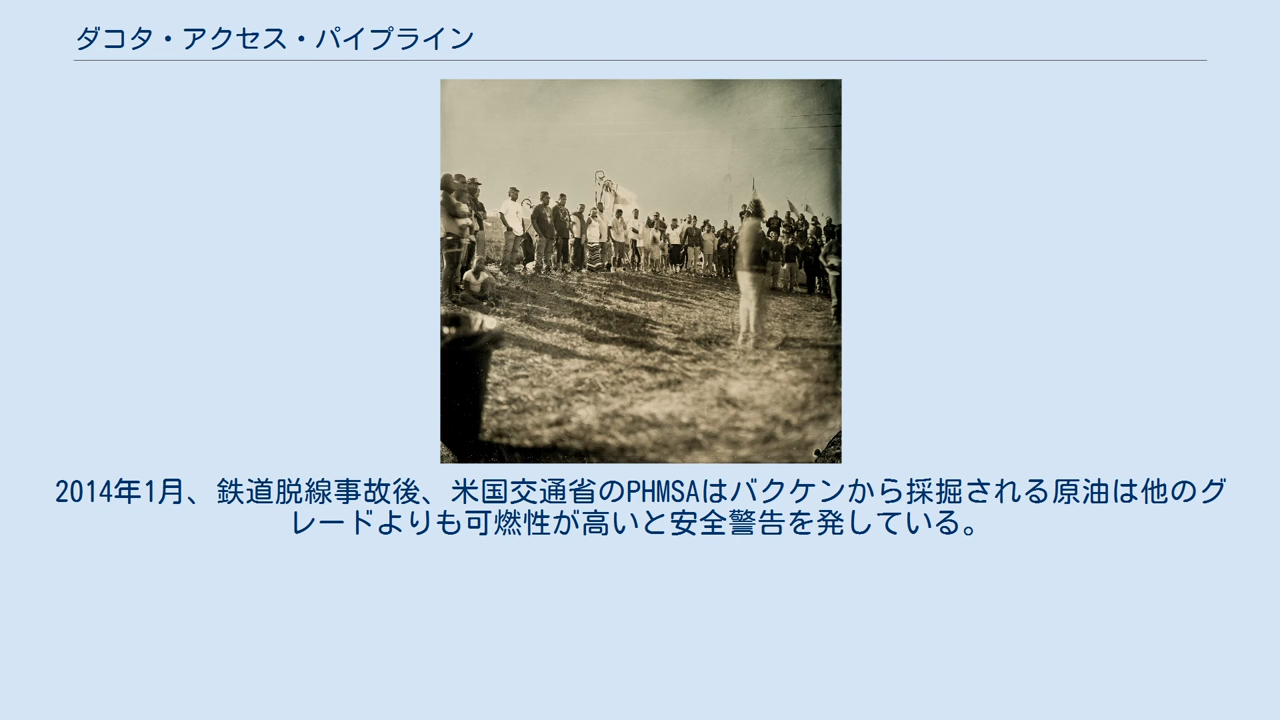 ダコタ・アクセス・パイプライン
2014年1月、鉄道脱線事故後、米国交通省のPHMSAはバクケンから採掘される原油は他のグ
レードよりも可燃性が高いと安全警告を発している。